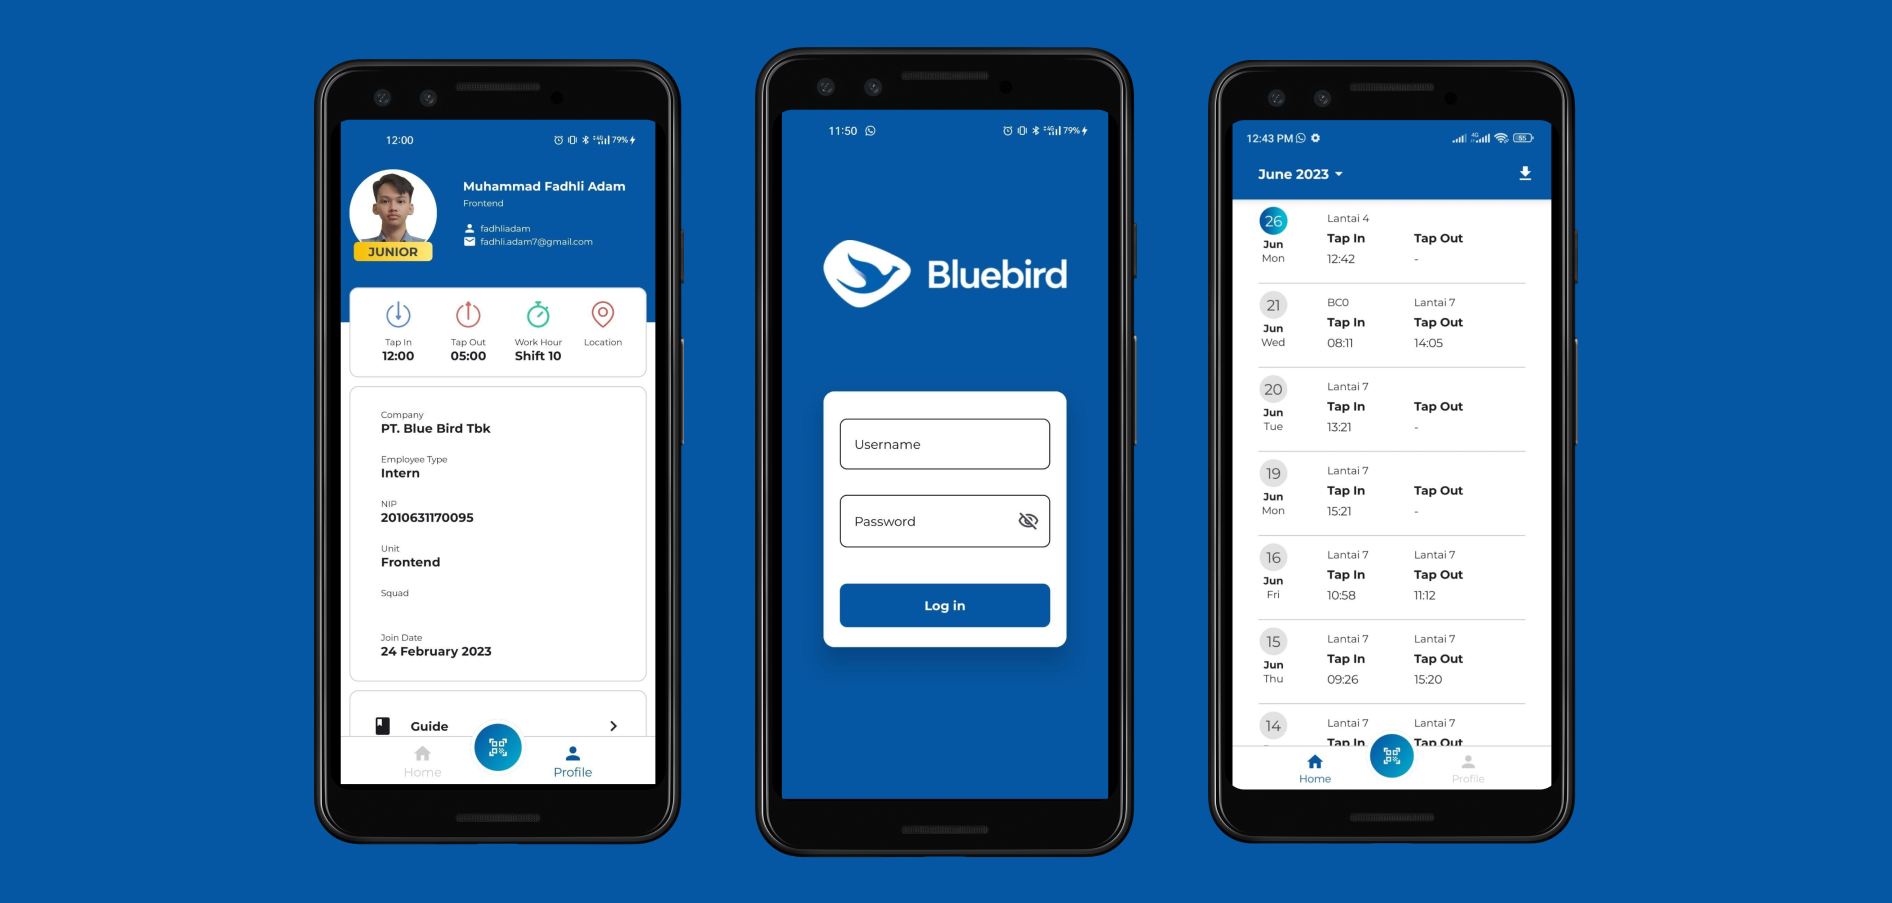 12:00
79%
Muhammad Fadhli Adam
Frontend
fadhliadam
fadhli.adam7@gmail.com
JUNIOR
Tap In
12:00
Tap Out
05:00
Work Hour
Shift 10
Location
Company
PT. Blue Bird Tbk
Employee Type
Intern
NIP
2010631170095
Unit
Frontend
Squad
Join Date
24 February 2023
Guide
Home
Profile
11:50
79%
Bluebird
Username
Password
Log in
12:43 PM
4G
55
June 2023
26
Jun
Mon
Lantai 4
Tap In
12:42
Tap Out
-
21
Jun
Wed
BC0
Tap In
08:11
Lantai 7
Tap Out
14:05
20
Jun
Tue
Lantai 7
Tap In
13:21
Tap Out
-
19
Jun
Mon
Lantai 7
Tap In
15:21
Tap Out
-
16
Jun
Fri
Lantai 7
Tap In
10:58
Lantai 7
Tap Out
11:12
15
Jun
Thu
Lantai 7
Tap In
09:26
Lantai 7
Tap Out
15:20
14
Lantai 7
Tap In
Lantai 7
Tap Out
Home
Profile